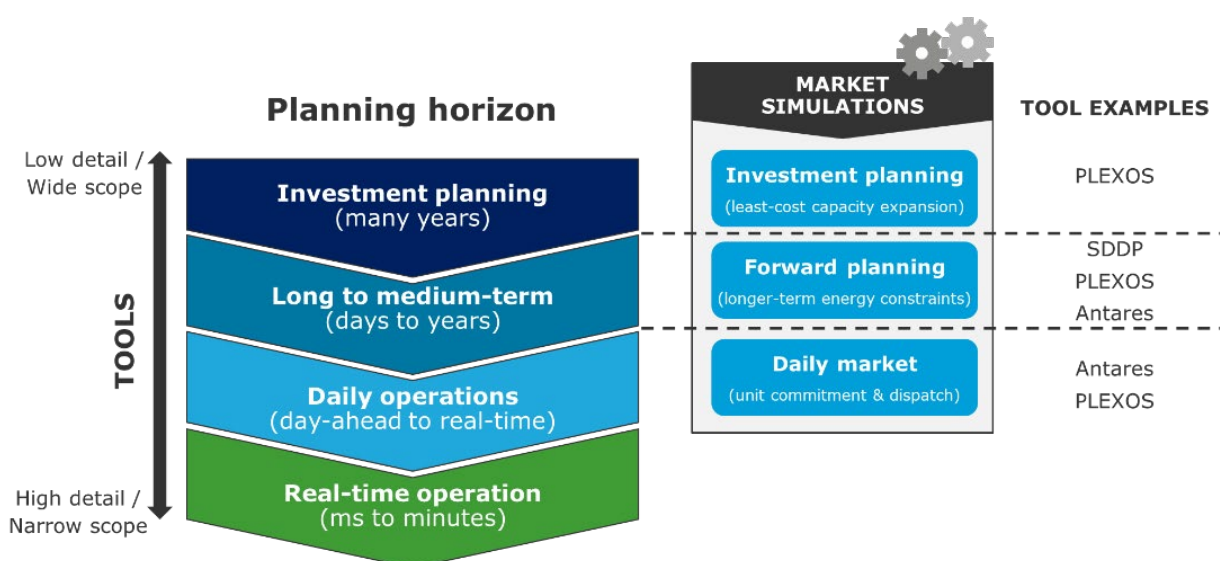 Planning horizon
Low detail /
Wide scope
TOOLS
High detail /
Narrow scope
Investment planning
(many years)
Long to medium-term
(days to years)
Daily operations
(day-ahead to real-time)
Real-time operation
(ms to minutes)
MARKET
SIMULATIONS
Investment planning
(least-cost capacity expansion)
Forward planning
(longer-term energy constraints)
Daily market
(unit commitment & dispatch)
TOOL EXAMPLES
PLEXOS
SDDP
PLEXOS
Antares
Antares
PLEXOS